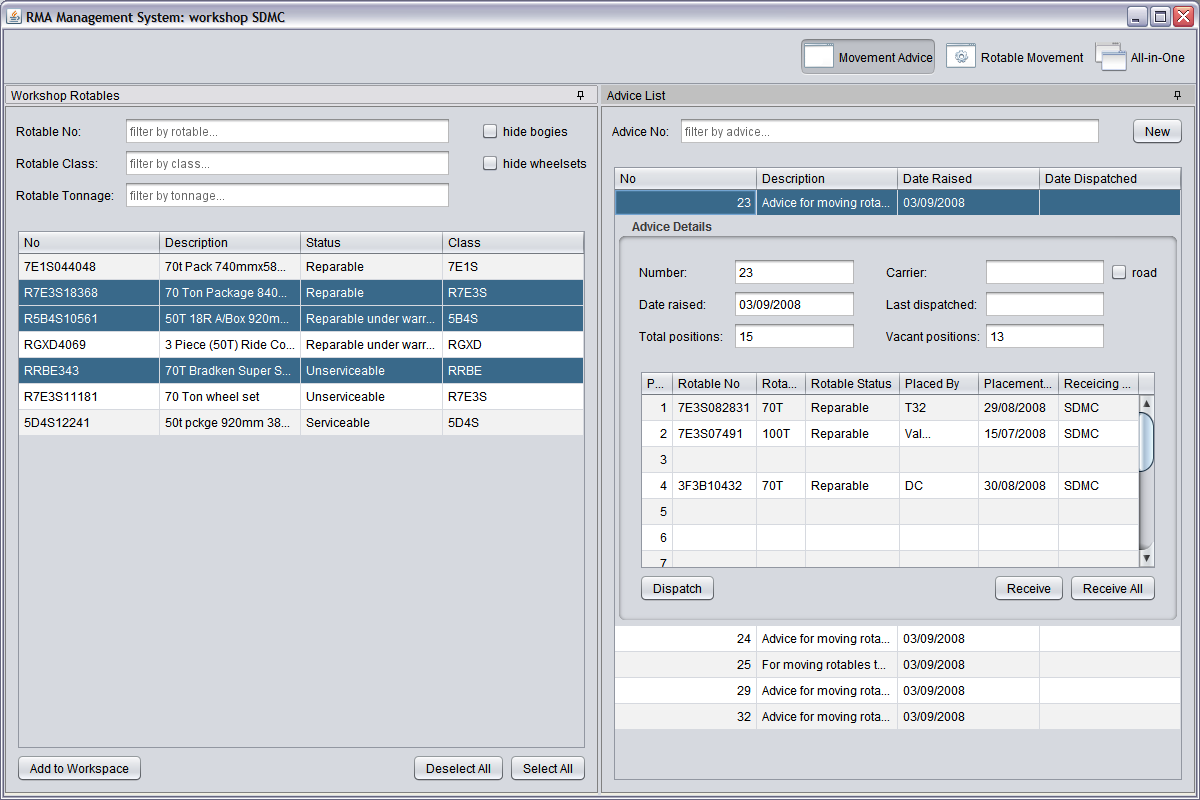 RMA Management System: workshop SDMC
Movement Advice Rotable Movement All-in-One
Workshop Rotables
Rotable No: filter by rotable... hide bogies
Rotable Class: filter by class... hide wheelsets
Rotable Tonnage: filter by tonnage...
No Description Status Class
7E1S044048 70t Pack 740mmx58... Reparable 7E1S
R7E3S18368 70 Ton Package 840... Reparable R7E3S
R5B4S10561 50T 18R A/Box 920m... Reparable under warr... 5B4S
RGXD4069 3 Piece (50T) Ride Co... Reparable under warr... RGXD
RRBE343 70T Bradken Super S... Unserviceable RRBE
R7E3S11181 70 Ton wheel set Unserviceable R7E3S
5D4S12241 50t pckge 920mm 38... Serviceable 5D4S
Add to Workspace Deselect All Select All
Advice List
Advice No: filter by advice... New
No Description Date Raised Date Dispatched
23 Advice for moving rota... 03/09/2008
Advice Details
Number: 23 Carrier: road
Date raised: 03/09/2008 Last dispatched:
Total positions: 15 Vacant positions: 13
P... Rotable No Rota... Rotable Status Placed By Placement... Receicing ...
1 7E3S082831 70T Reparable T32 29/08/2008 SDMC
2 7E3S07491 100T Reparable Val... 15/07/2008 SDMC
3
4 3F3B10432 70T Reparable DC 30/08/2008 SDMC
5
6
7
Dispatch Receive Receive All
24 Advice for moving rota... 03/09/2008
25 For moving rotables t... 03/09/2008
29 Advice for moving rota... 03/09/2008
32 Advice for moving rota... 03/09/2008